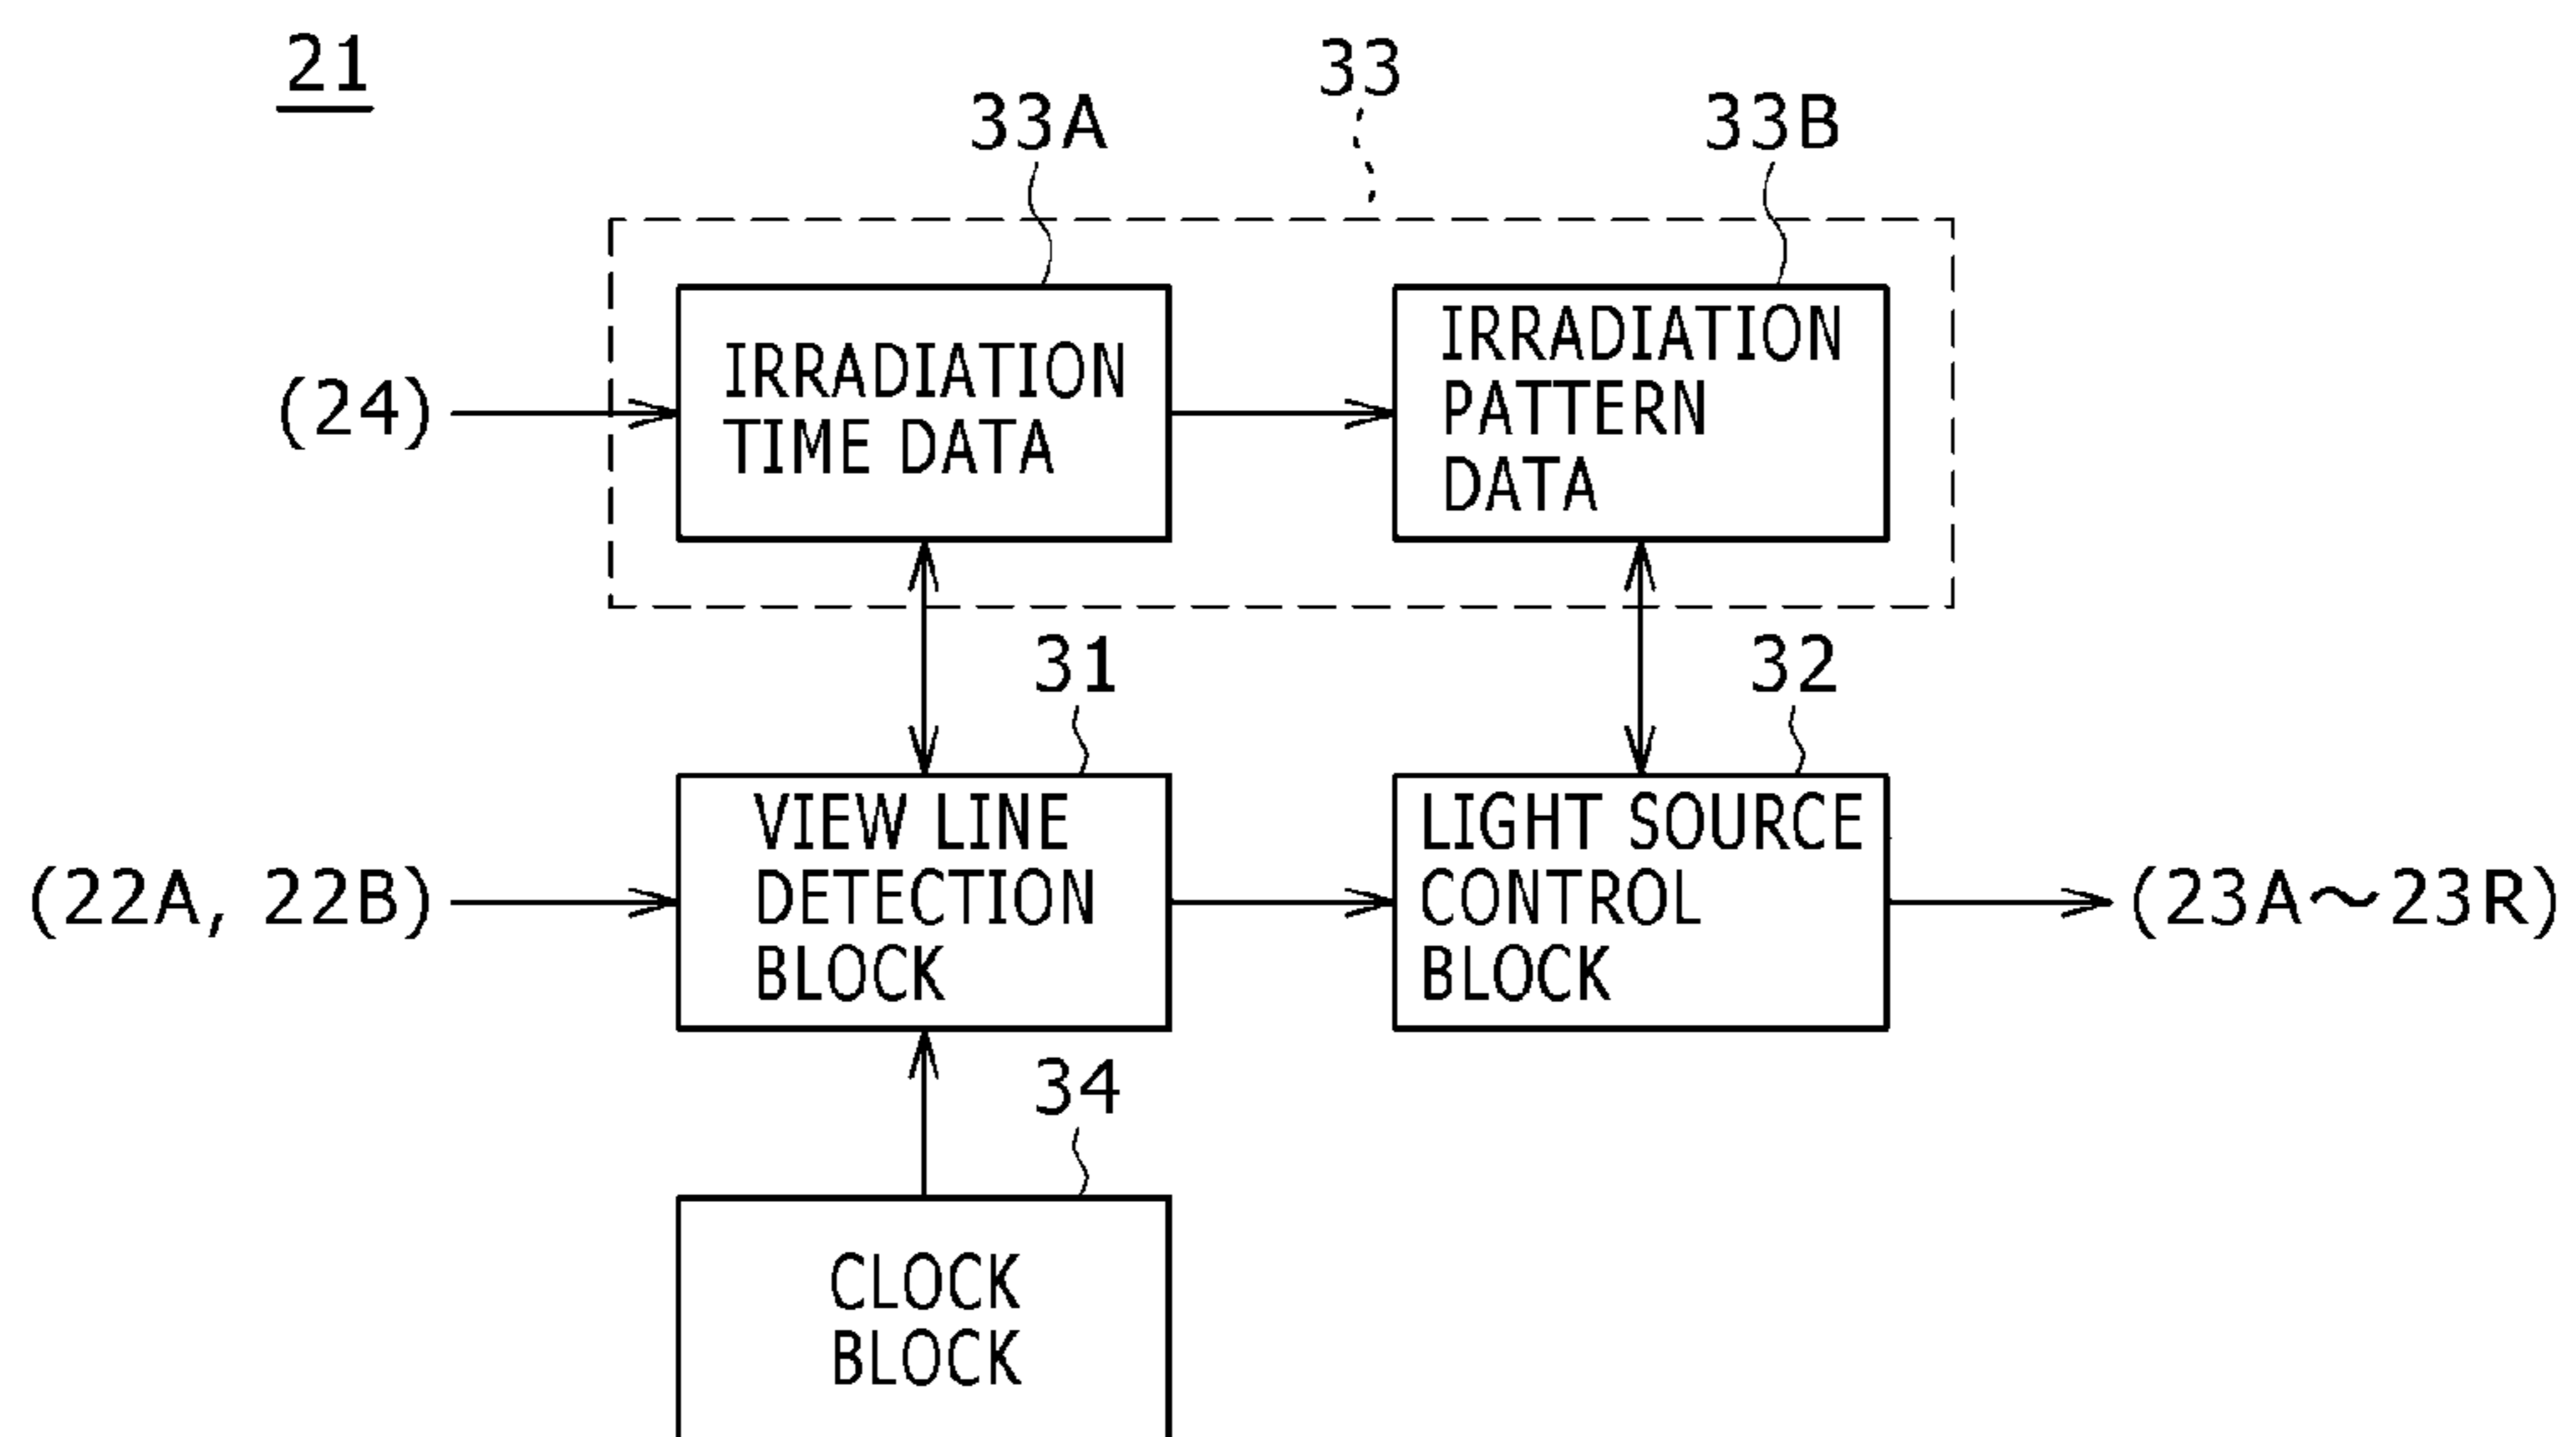 21
33
33A
33B
IRRADIATION
TIME DATA
IRRADIATION
PATTERN
DATA
(24)
31
32
VIEW LINE
DETECTION
BLOCK
LIGHT SOURCE
CONTROL
BLOCK
(22A, 22B)
(23A～23R)
34
CLOCK
BLOCK